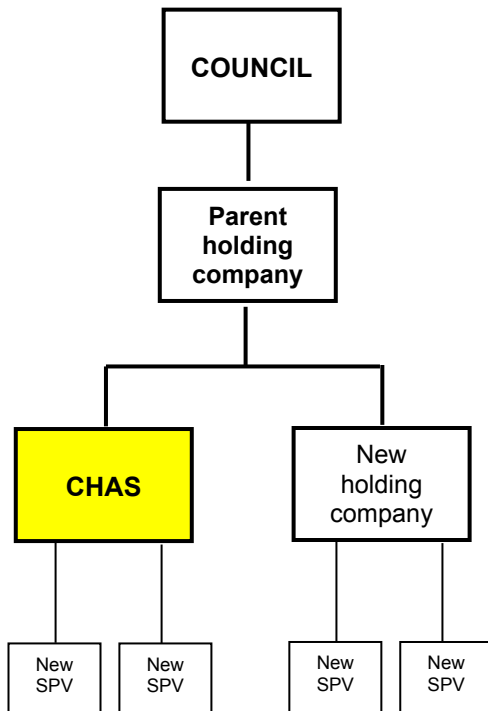 COUNCIL
Parent
holding
company
CHAS
New
holding
company
New
SPV
New
SPV
New
SPV
New
SPV